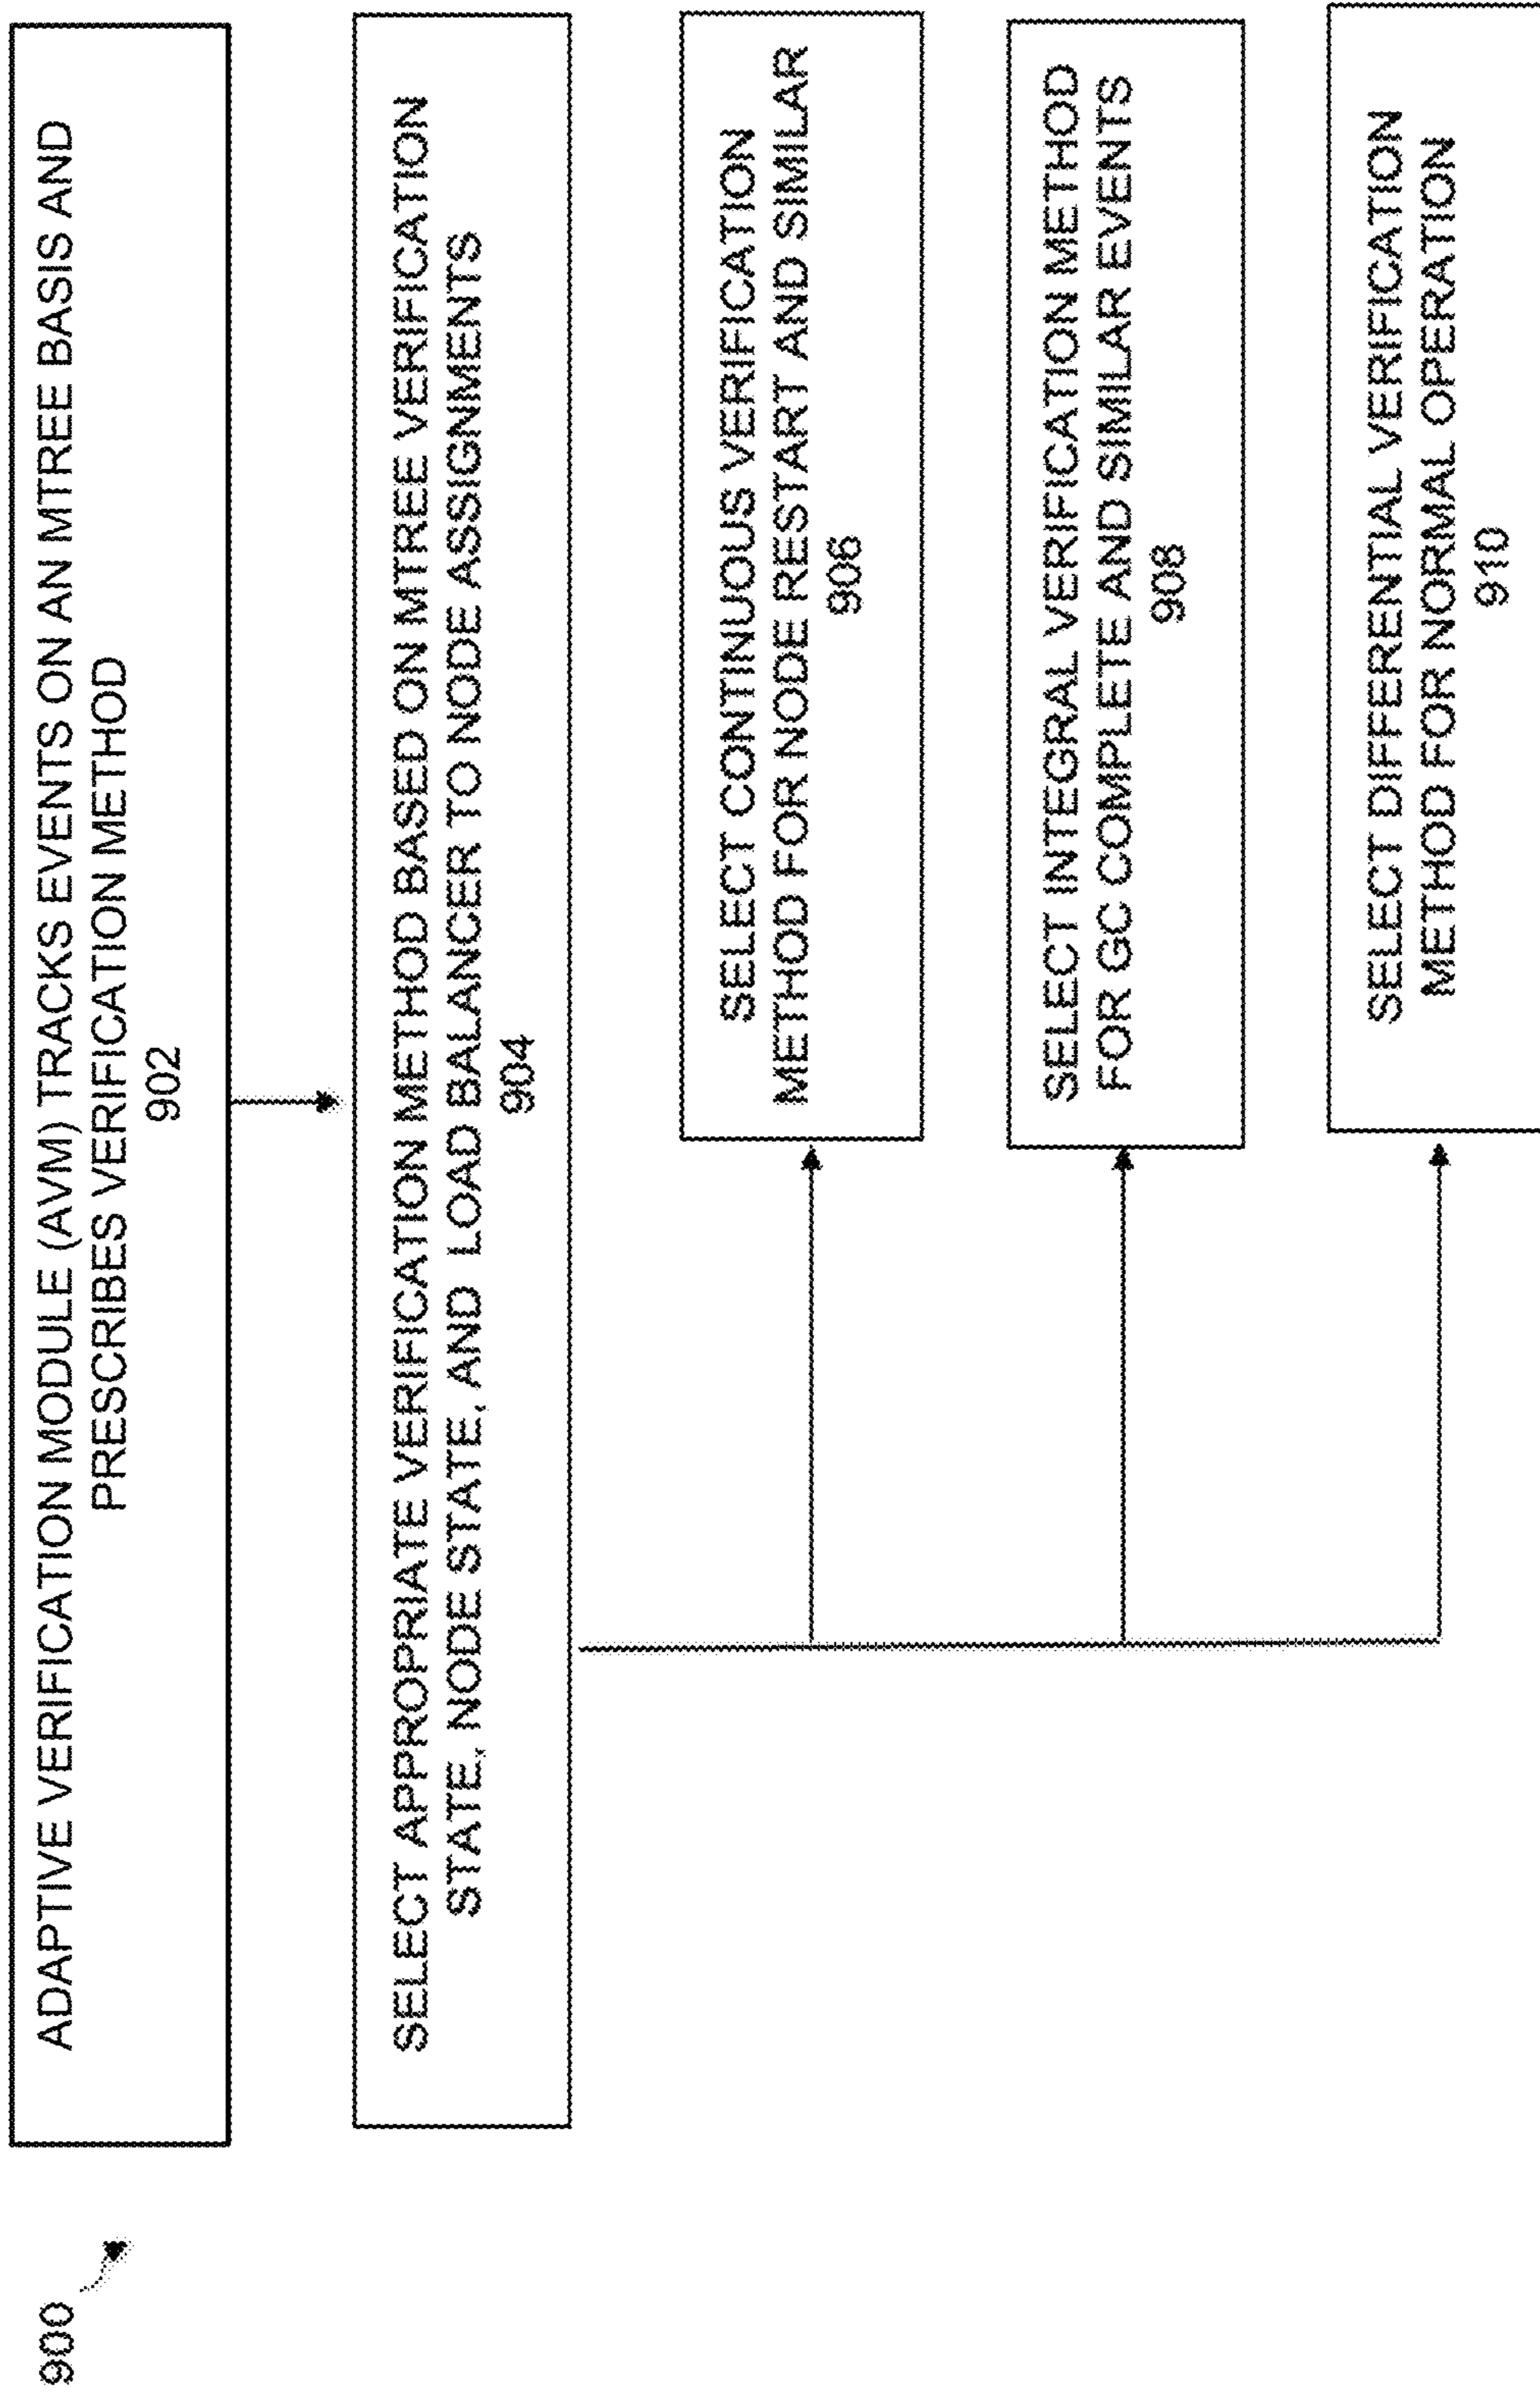 900
ADAPTIVE VERIFICATION MODULE (AVM) TRACKS EVENTS ON AN MTREE BASIS AND
PRESCRIBES VERIFICATION METHOD
902
SELECT APPROPRIATE VERIFICATION METHOD BASED ON MTREE VERIFICATION
STATE, NODE STATE, AND LOAD BALANCER TO NODE ASSIGNMENTS
904
SELECT CONTINUOUS VERIFICATION
METHOD FOR NODE RESTART AND SIMILAR
906
SELECT INTEGRAL VERIFICATION METHOD
FOR GC COMPLETE AND SIMILAR EVENTS
908
SELECT DIFFERENTIAL VERIFICATION
METHOD FOR NORMAL OPERATION
910